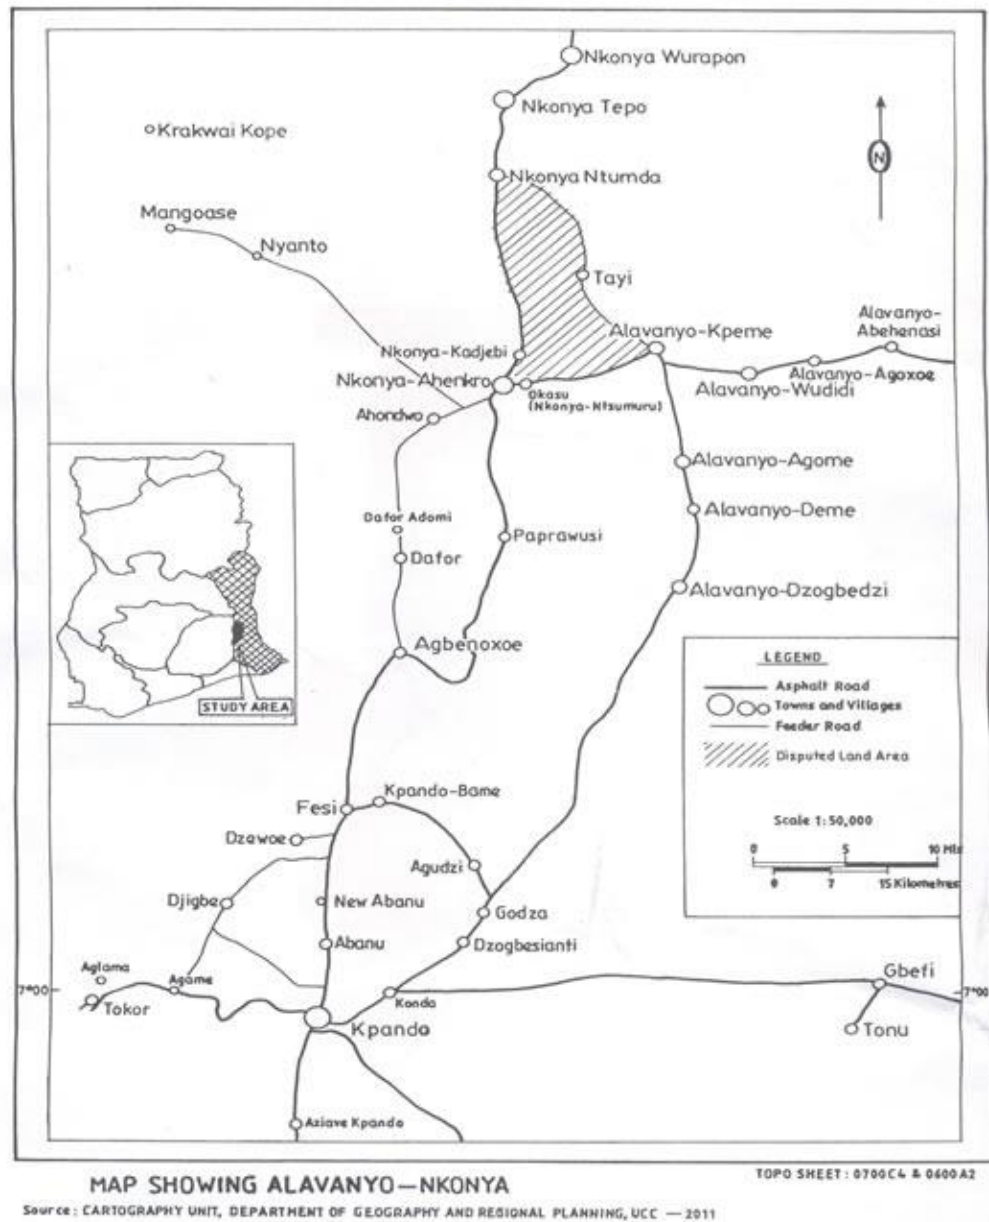 Nkonya Wurapon
Nkonya Tepo
Krakwai Kope
N
Nkonya Ntumda
Mangoase
Nyanto
Tayi
Alavanyo-
Abehenasi
Alavanyo-Kpeme
Nkonya-Kadjebi
Alavanyo-Agoxoe
Nkonya-Ahenkro
Alavanyo-Wudidi
Okasu
(Nkonya-Ntsumuru)
Ahondwo
Alavanyo-Agome
Alavanyo-Deme
Dafor Adomi
Paprawusi
Dafor
Alavanyo-Dzogbedzi
Agbenoxoe
STUDY AREA
LEGEND
Asphalt Road
Towns and Villages
Feeder Road
Disputed Land Area
Scale 1:50,000
0 5 10 Mls
0 7 15 Kilometres
Kpando-Bame
Fesi
Dzewoe
Agudzi
Djigbe
New Abanu
Godza
Abanu
Dzogbesianti
Aglama
Agame
Gbefi
7°00
Konda
7°00
Tokor
Kpando
Tonu
Aziave Kpando
MAP SHOWING ALAVANYO—NKONYA
TOPO SHEET: 0700C4 & 0600A2
Source: CARTOGRAPHY UNIT, DEPARTMENT OF GEOGRAPHY AND REGIONAL PLANNING, UCC — 2011